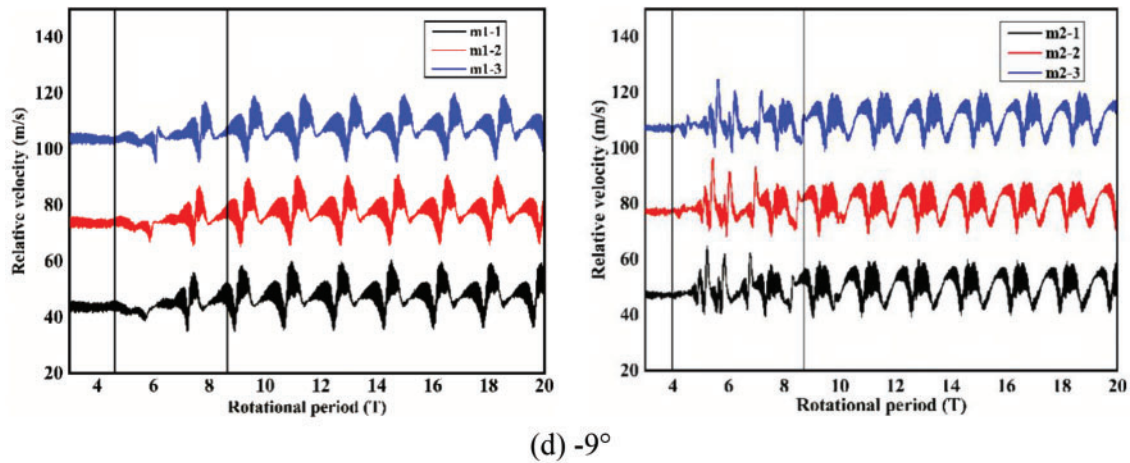 140
120
100
80
60
40
20
Relative velocity (m/s)
m1-1
m1-2
m1-3
4 6 8 10 12 14 16 18 20
Rotational period (T)
140
120
100
80
60
40
20
Relative velocity (m/s)
m2-1
m2-2
m2-3
4 6 8 10 12 14 16 18 20
Rotational period (T)
(d) -9°